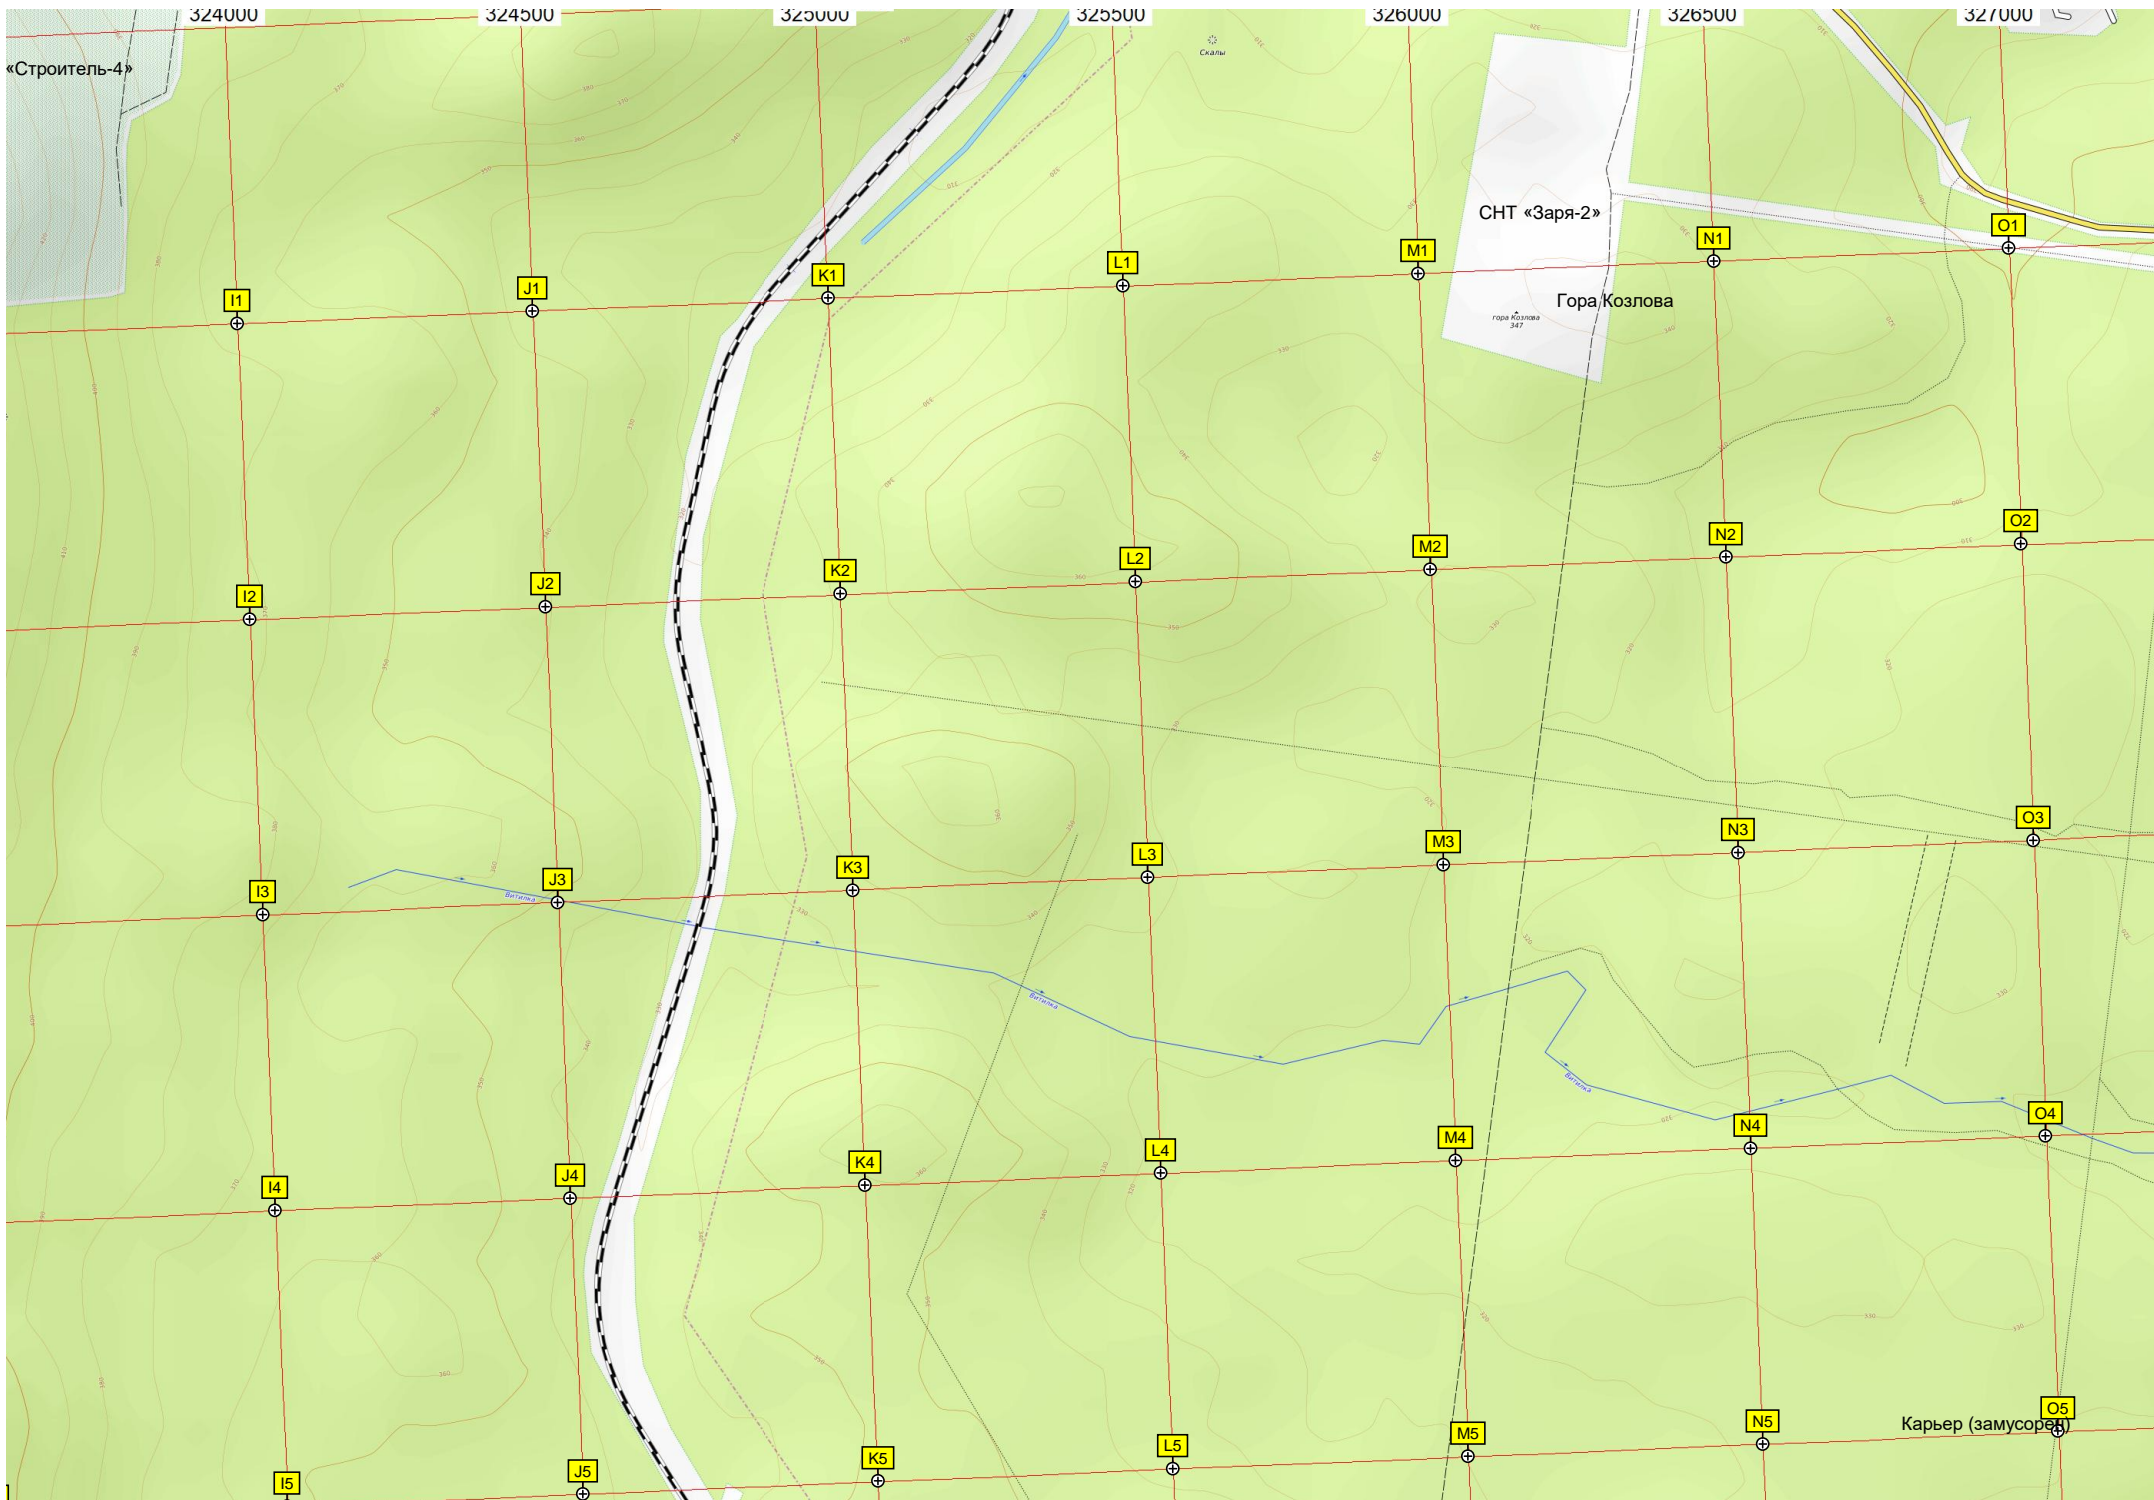 324000 324500 325000 325500 326000 326500 327000
«Строитель-4»
Скалы
СНТ «Заря-2»
Гора Козлова
гора Козлова
347
I1 J1 K1 L1 M1 N1 O1
I2 J2 K2 L2 M2 N2 O2
I3 J3 K3 L3 M3 N3 O3
Витилка
Витилка
Витилка
I4 J4 K4 L4 M4 N4 O4
Карьер (замусорен)
I5 J5 K5 L5 M5 N5 O5